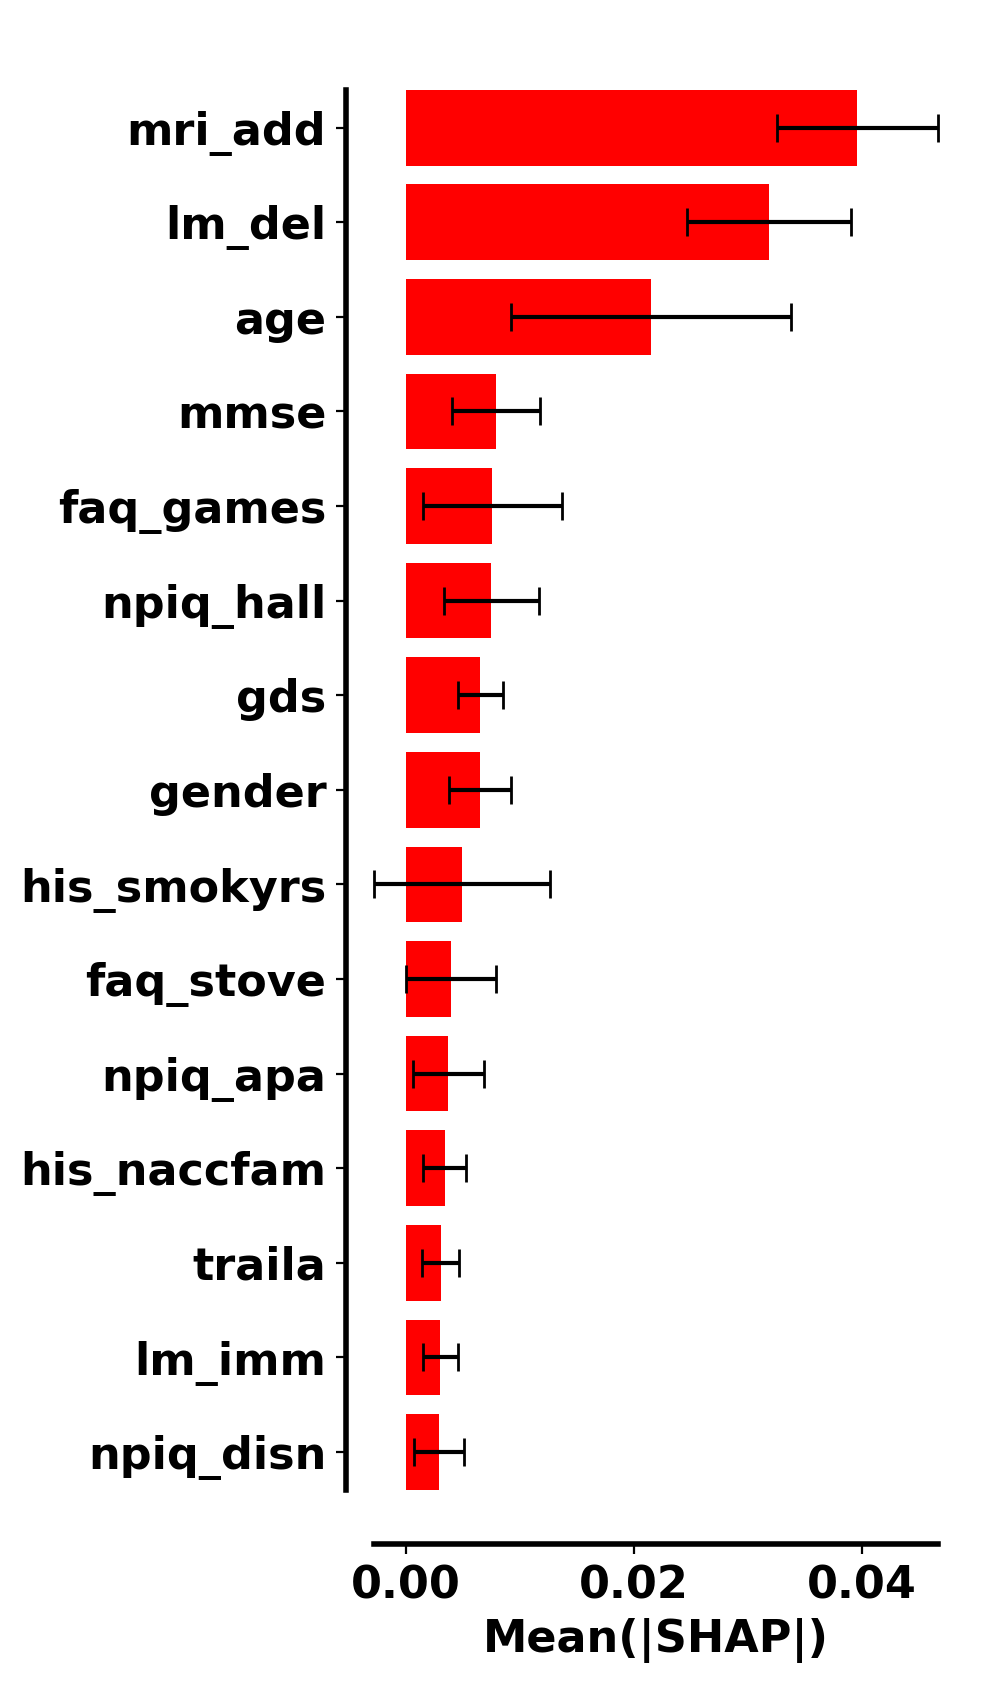 mri_add
lm_del
age
mmse
faq_games
npiq_hall
gds
gender
his_smokyrs
faq_stove
npiq_apa
his_naccfam
traila
lm_imm
npiq_disn
0.00 0.02 0.04
Mean(|SHAP|)